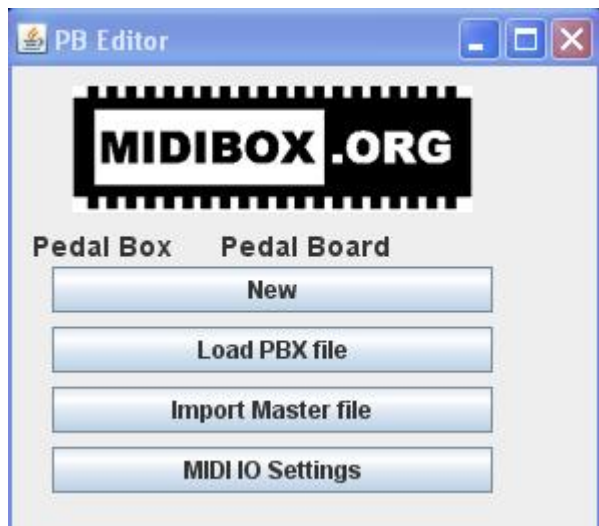 PB Editor
MIDIBOX.ORG
Pedal Box Pedal Board
New
Load PBX file
Import Master file
MIDI IO Settings